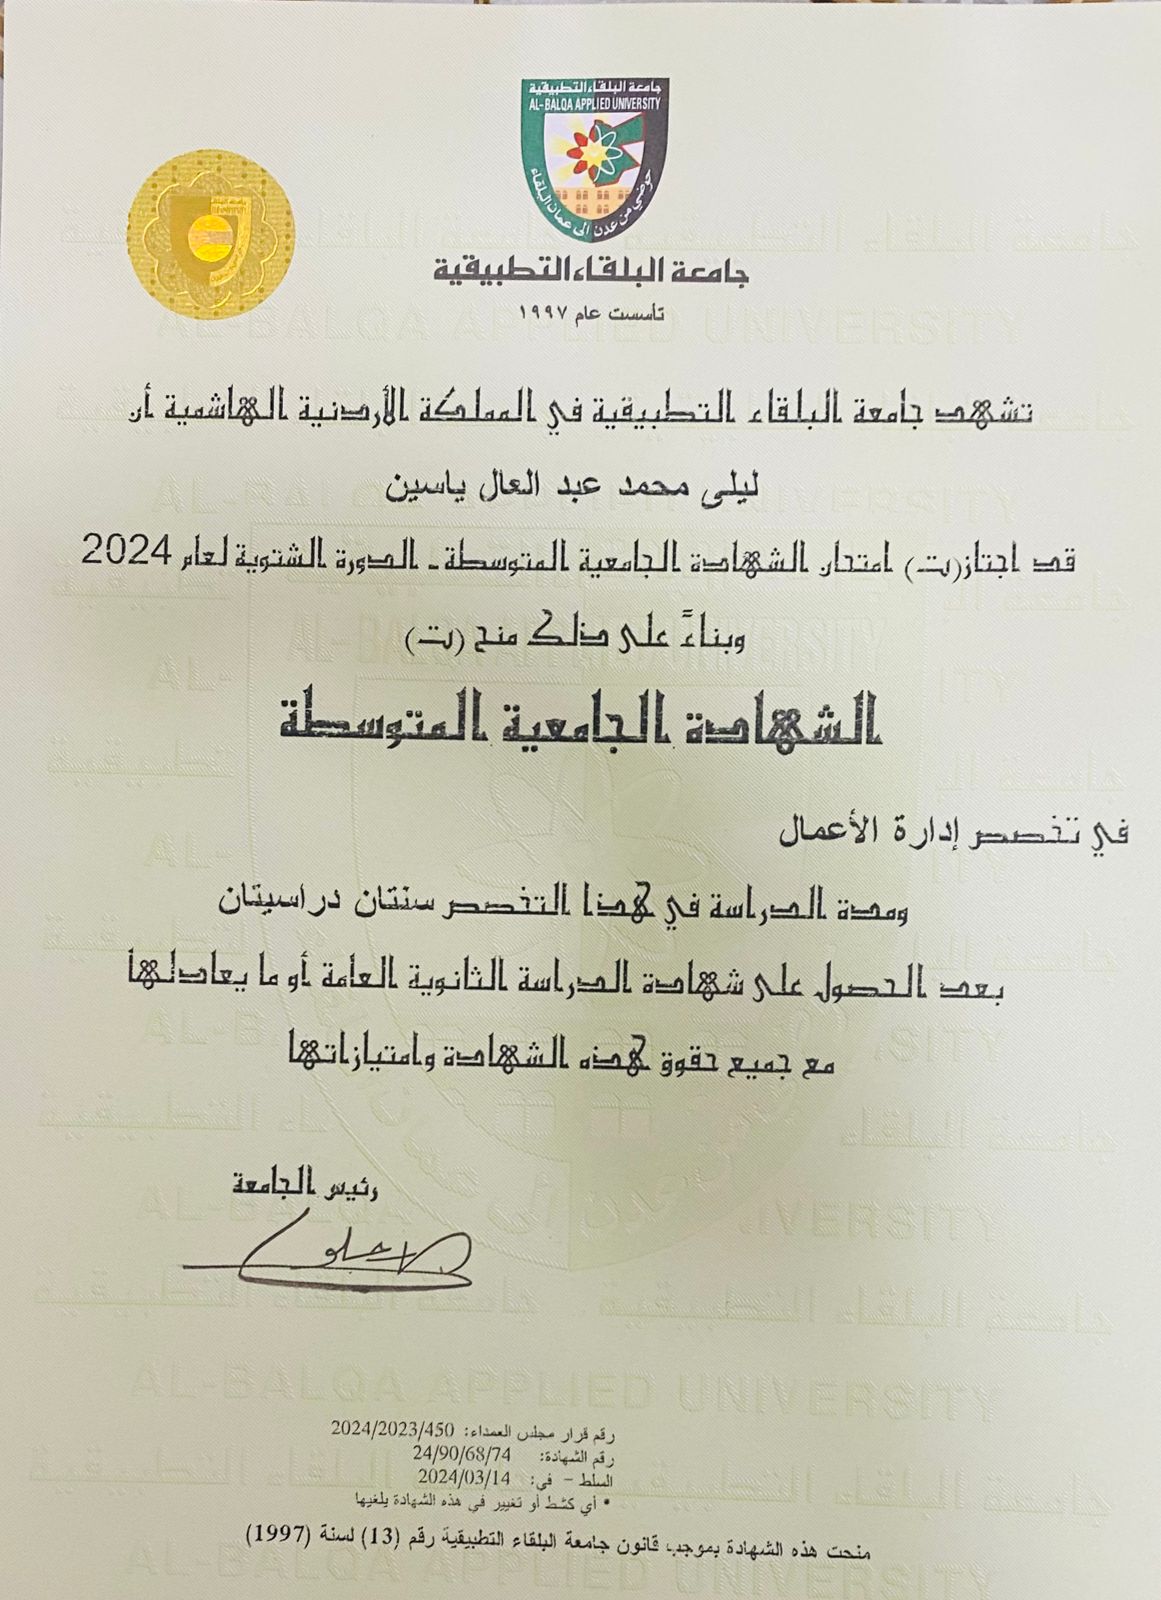 جامعة البلقاء التطبيقية
AL-BALQA APPLIED UNIVERSITY
حوضي من عدن الى عمان البلقاء
جامعة البلقاء التطبيقية
تأسست عام ١٩٩٧
تشهد جامعة البلقاء التطبيقية في المملكة الأردنية الهاشمية أن
ليلى محمد عبد العال ياسين
قد اجتاز(ت) امتحان الشهادة الجامعية المتوسطة - الدورة الشتوية لعام 2024
وبناءً على ذلك منح (ت)
الشهادة الجامعية المتوسطة
في تخصص إدارة الأعمال
ومدة الدراسة في هذا التخصص سنتان دراسيتان
بعد الحصول على شهادة الدراسة الثانوية العامة أو ما يعادلها
مع جميع حقوق هذه الشهادة وامتيازاتها
رئيس الجامعة
رقم قرار مجلس العمداء: 2024/2023/450
رقم الشهادة: 24/90/68/74
السلط - في: 2024/03/14
* أي كشط أو تغيير في هذه الشهادة يلغيها
منحت هذه الشهادة بموجب قانون جامعة البلقاء التطبيقية رقم (13) لسنة (1997)